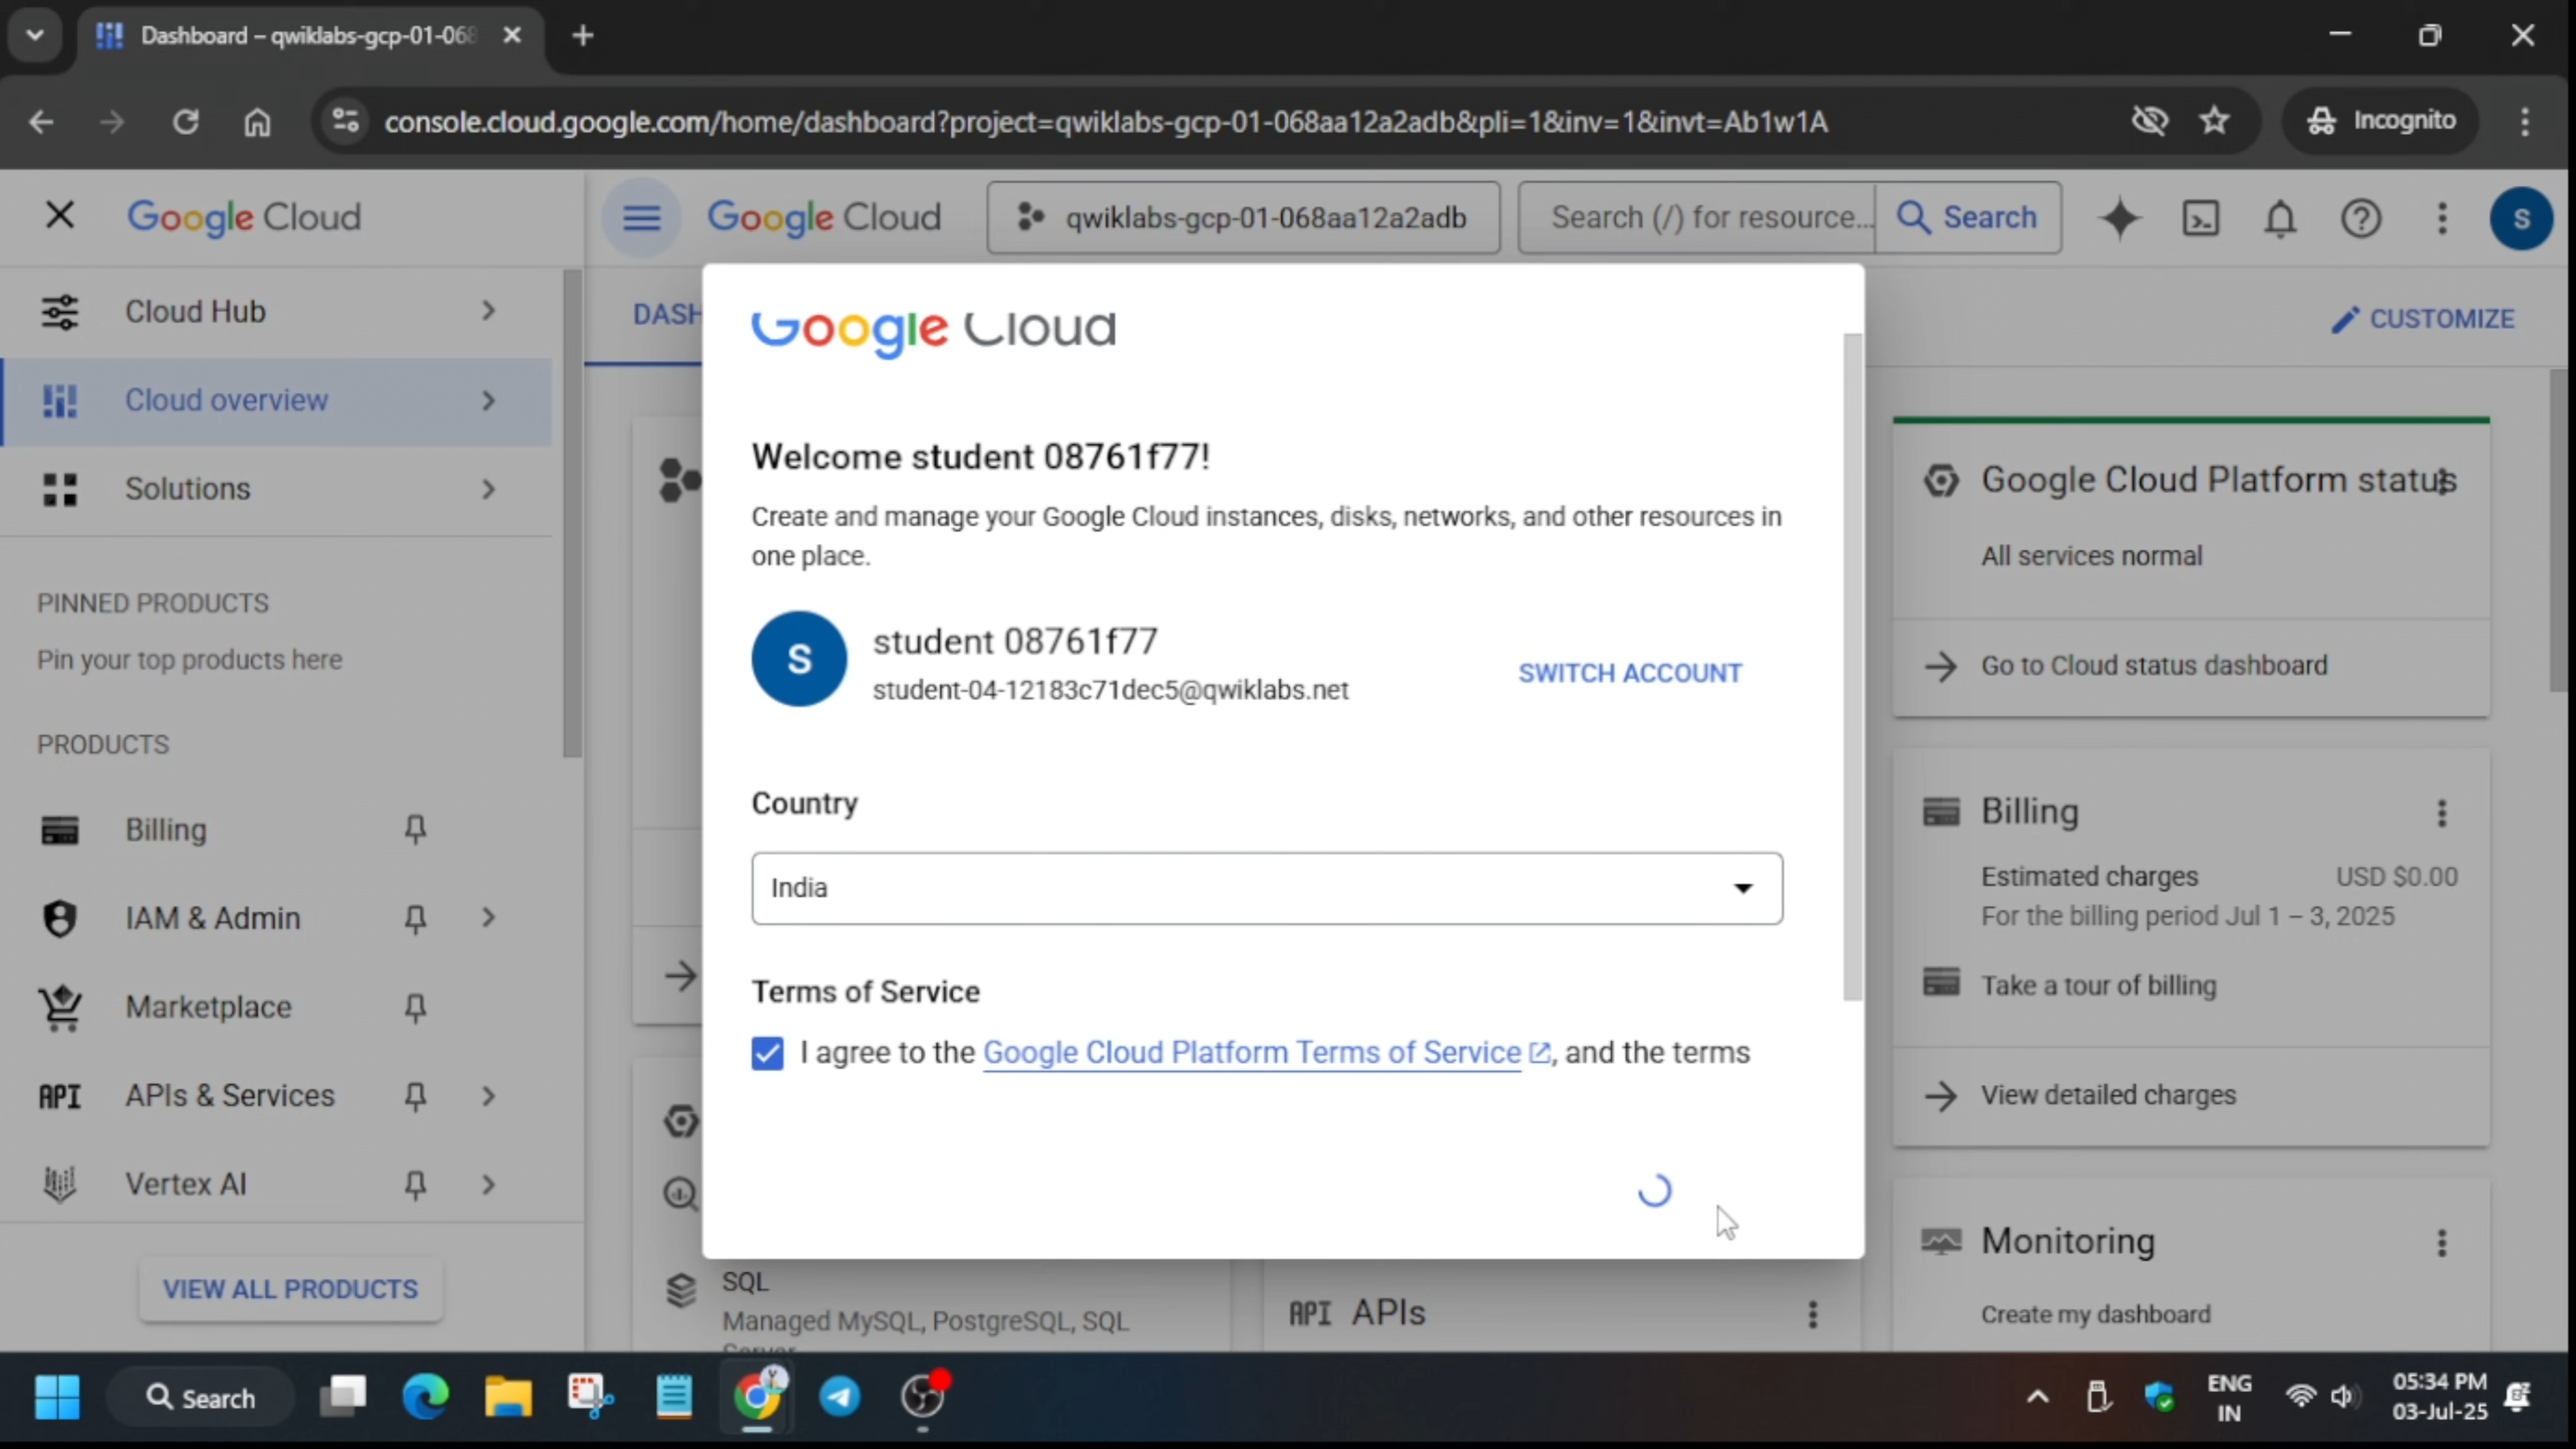 Dashboard – qwiklabs-gcp-01-068
console.cloud.google.com/home/dashboard?project=qwiklabs-gcp-01-068aa12a2adb&pli=1&inv=1&invt=Ab1w1A
Incognito
Google Cloud
Google Cloud
qwiklabs-gcp-01-068aa12a2adb
Search (/) for resource...
Search
S
Cloud Hub
Cloud overview
Solutions
PINNED PRODUCTS
Pin your top products here
PRODUCTS
Billing
IAM & Admin
Marketplace
API APIs & Services
Vertex AI
VIEW ALL PRODUCTS
DASH
CUSTOMIZE
Google Cloud
Welcome student 08761f77!
Create and manage your Google Cloud instances, disks, networks, and other resources in
one place.
S
student 08761f77
student-04-12183c71dec5@qwiklabs.net
SWITCH ACCOUNT
Country
India
Terms of Service
I agree to the Google Cloud Platform Terms of Service, and the terms
SQL
Managed MySQL, PostgreSQL, SQL
Server
API APIs
Google Cloud Platform status
All services normal
Go to Cloud status dashboard
Billing
Estimated charges USD $0.00
For the billing period Jul 1 – 3, 2025
Take a tour of billing
View detailed charges
Monitoring
Create my dashboard
Search
ENG
IN
05:34 PM
03-Jul-25